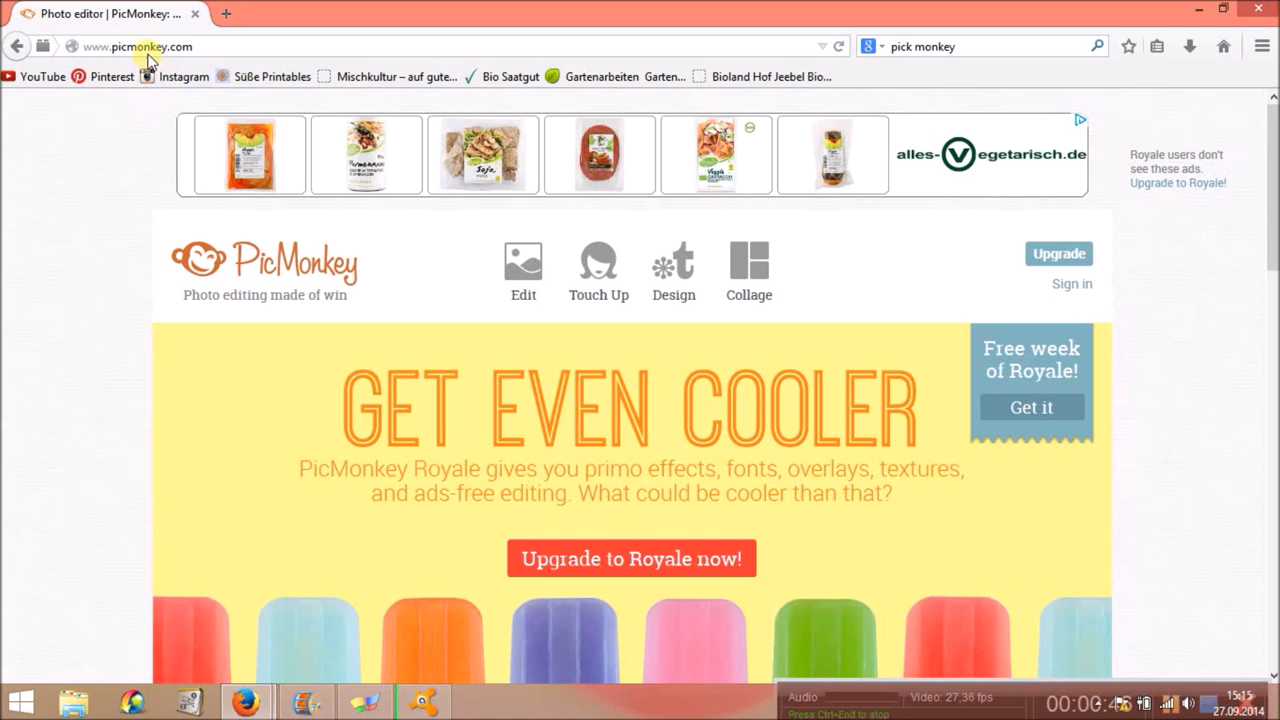 Photo editor | PicMonkey: ...
www.picmonkey.com
pick monkey
YouTube Pinterest Instagram Süße Printables Mischkultur – auf gute... Bio Saatgut Gartenarbeiten Garten... Bioland Hof Jeebel Bio...
alles-Vegetarisch.de
Royale users don't
see these ads.
Upgrade to Royale!
PicMonkey
Photo editing made of win
Edit Touch Up Design Collage
Upgrade
Sign in
Free week
of Royale!
Get it
GET EVEN COOLER
PicMonkey Royale gives you primo effects, fonts, overlays, textures,
and ads-free editing. What could be cooler than that?
Upgrade to Royale now!
Audio Video: 27,36 fps
Press Ctrl+End to stop
15:15
27.09.2014